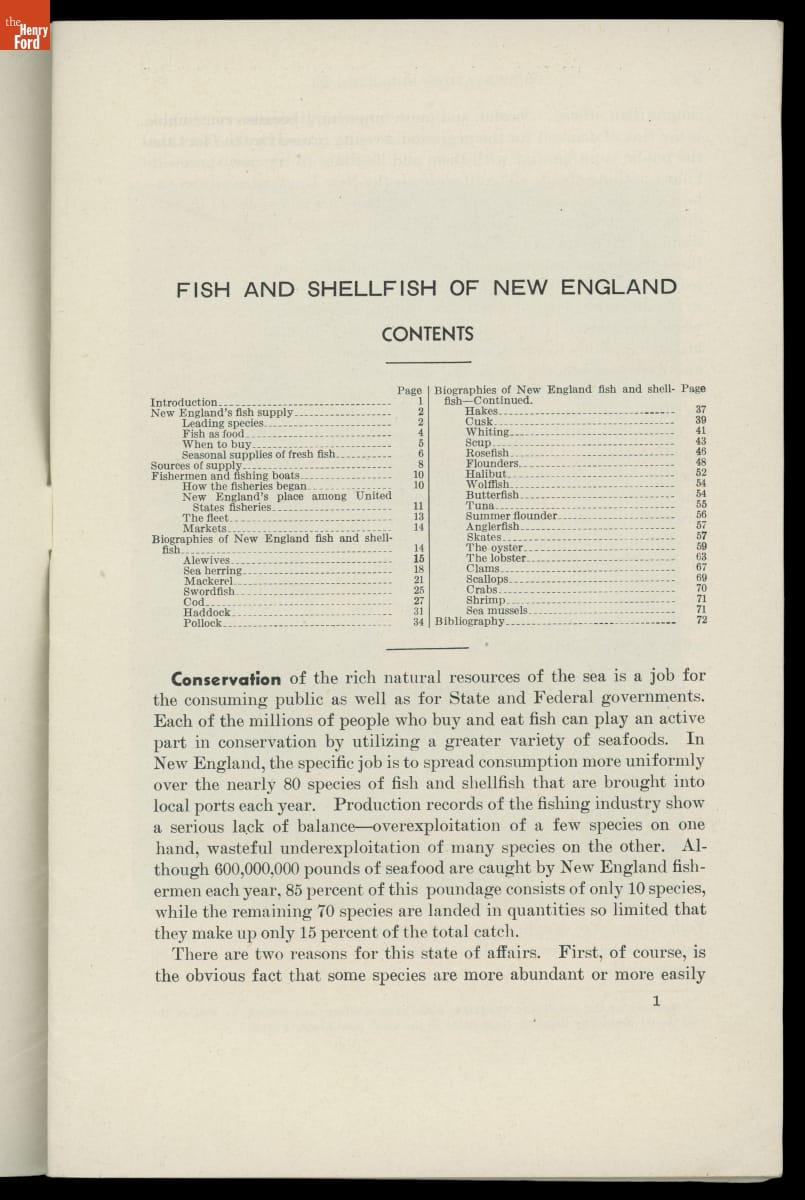 the
Henry
Ford
FISH AND SHELLFISH OF NEW ENGLAND
CONTENTS
Page
Introduction 1
New England's fish supply 2
Leading species 2
Fish as food 4
When to buy 5
Seasonal supplies of fresh fish 6
Sources of supply 8
Fishermen and fishing boats 10
How the fisheries began 10
New England's place among United
States fisheries 11
The fleet 13
Markets 14
Biographies of New England fish and shell-
fish 14
Alewives 15
Sea herring 18
Mackerel 21
Swordfish 25
Cod 27
Haddock 31
Pollock 34
Biographies of New England fish and shell- Page
fish—Continued.
Hakes 37
Cusk 39
Whiting 41
Scup 43
Rosefish 46
Flounders 48
Halibut 52
Wolffish 54
Butterfish 54
Tuna 55
Summer flounder 56
Anglerfish 57
Skates 57
The oyster 59
The lobster 63
Clams 67
Scallops 69
Crabs 70
Shrimp 71
Sea mussels 71
Bibliography 72
Conservation of the rich natural resources of the sea is a job for
the consuming public as well as for State and Federal governments.
Each of the millions of people who buy and eat fish can play an active
part in conservation by utilizing a greater variety of seafoods. In
New England, the specific job is to spread consumption more uniformly
over the nearly 80 species of fish and shellfish that are brought into
local ports each year. Production records of the fishing industry show
a serious lack of balance—overexploitation of a few species on one
hand, wasteful underexploitation of many species on the other. Al-
though 600,000,000 pounds of seafood are caught by New England fish-
ermen each year, 85 percent of this poundage consists of only 10 species,
while the remaining 70 species are landed in quantities so limited that
they make up only 15 percent of the total catch.
There are two reasons for this state of affairs. First, of course, is
the obvious fact that some species are more abundant or more easily
1